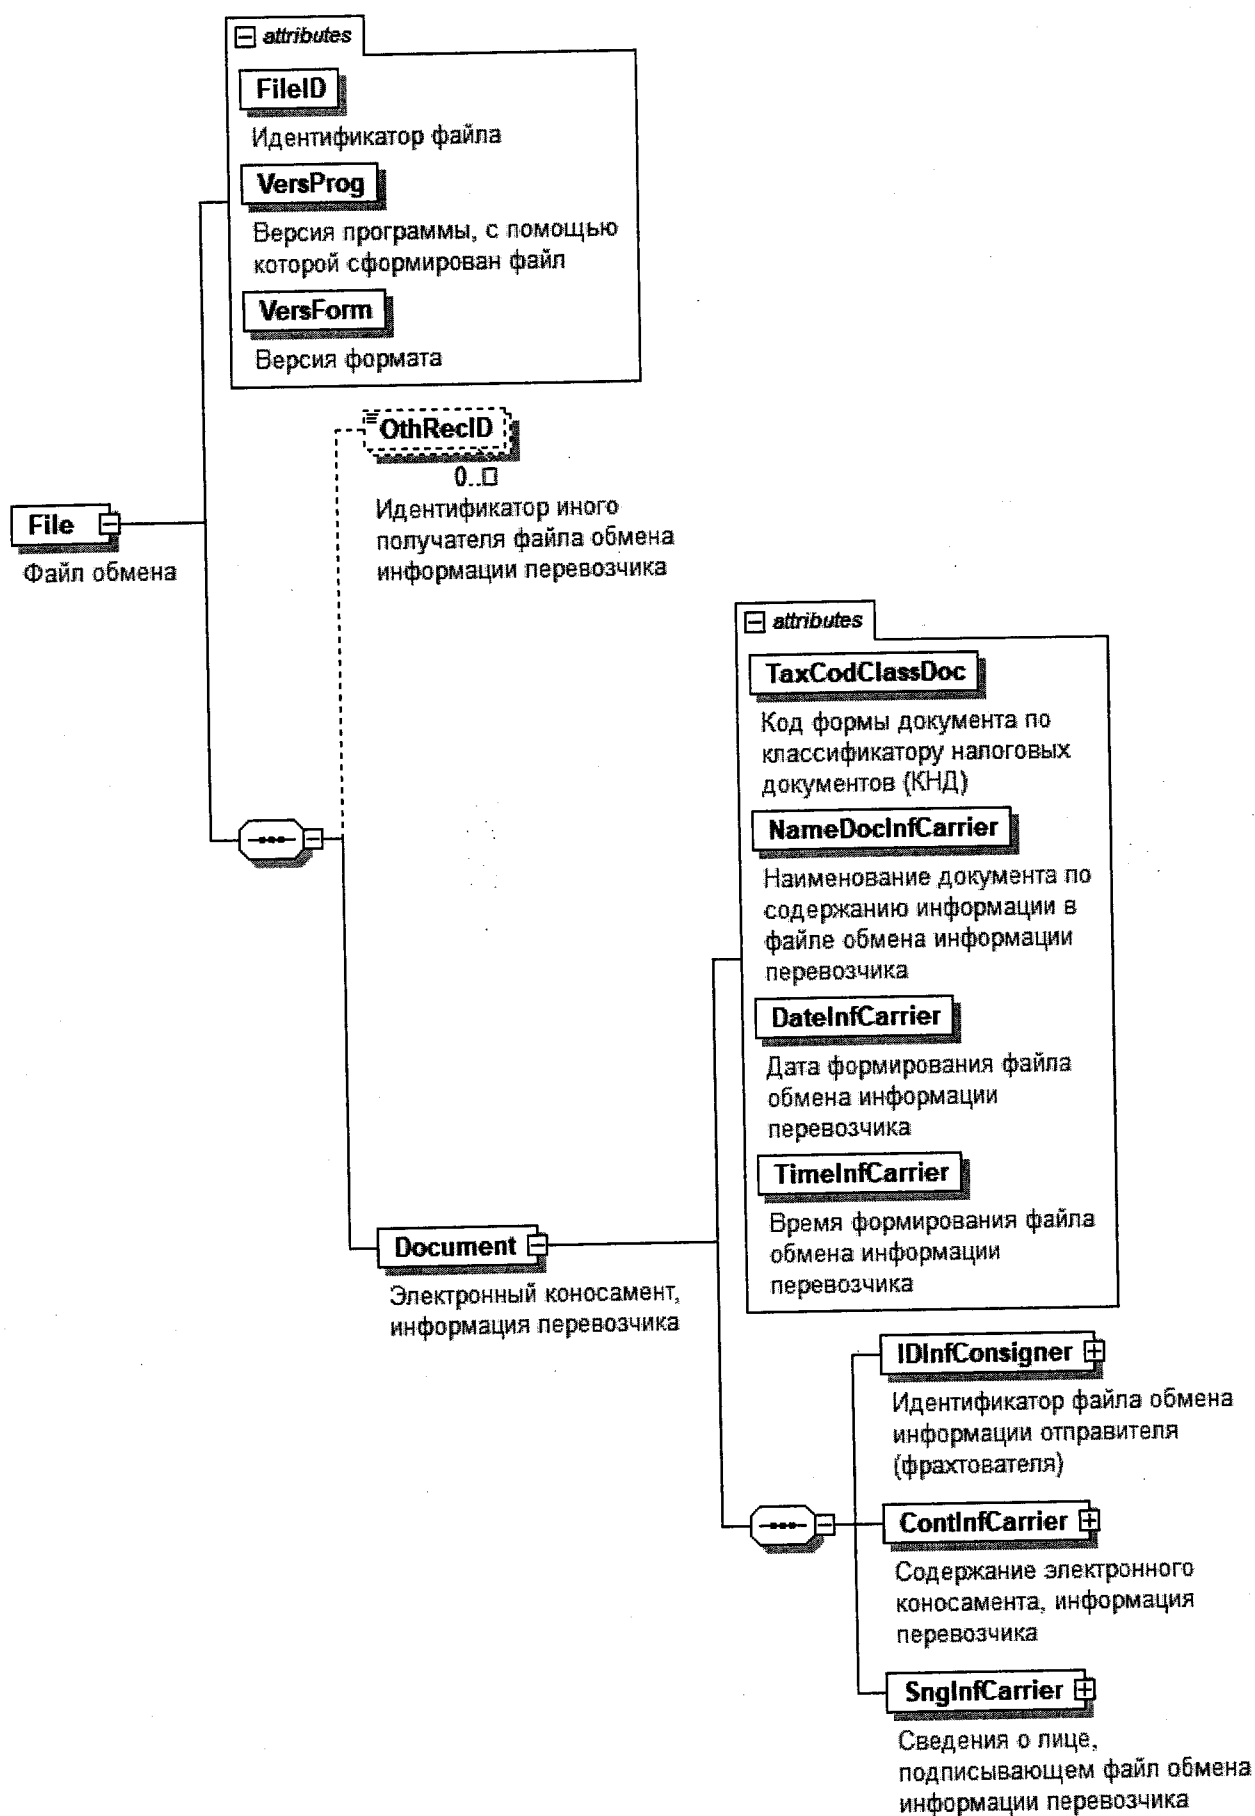 attributes
FileID
Идентификатор файла
VersProg
Версия программы, с помощью
которой сформирован файл
VersForm
Версия формата
OthRecID
0..□
Идентификатор иного
получателя файла обмена
информации перевозчика
File
Файл обмена
attributes
TaxCodClassDoc
Код формы документа по
классификатору налоговых
документов (КНД)
NameDocInfCarrier
Наименование документа по
содержанию информации в
файле обмена информации
перевозчика
DateInfCarrier
Дата формирования файла
обмена информации
перевозчика
TimeInfCarrier
Время формирования файла
обмена информации
перевозчика
Document
Электронный коносамент,
информация перевозчика
IDInfConsigner
Идентификатор файла обмена
информации отправителя
(фрахтователя)
ContInfCarrier
Содержание электронного
коносамента, информация
перевозчика
SngInfCarrier
Сведения о лице,
подписывающем файл обмена
информации перевозчика